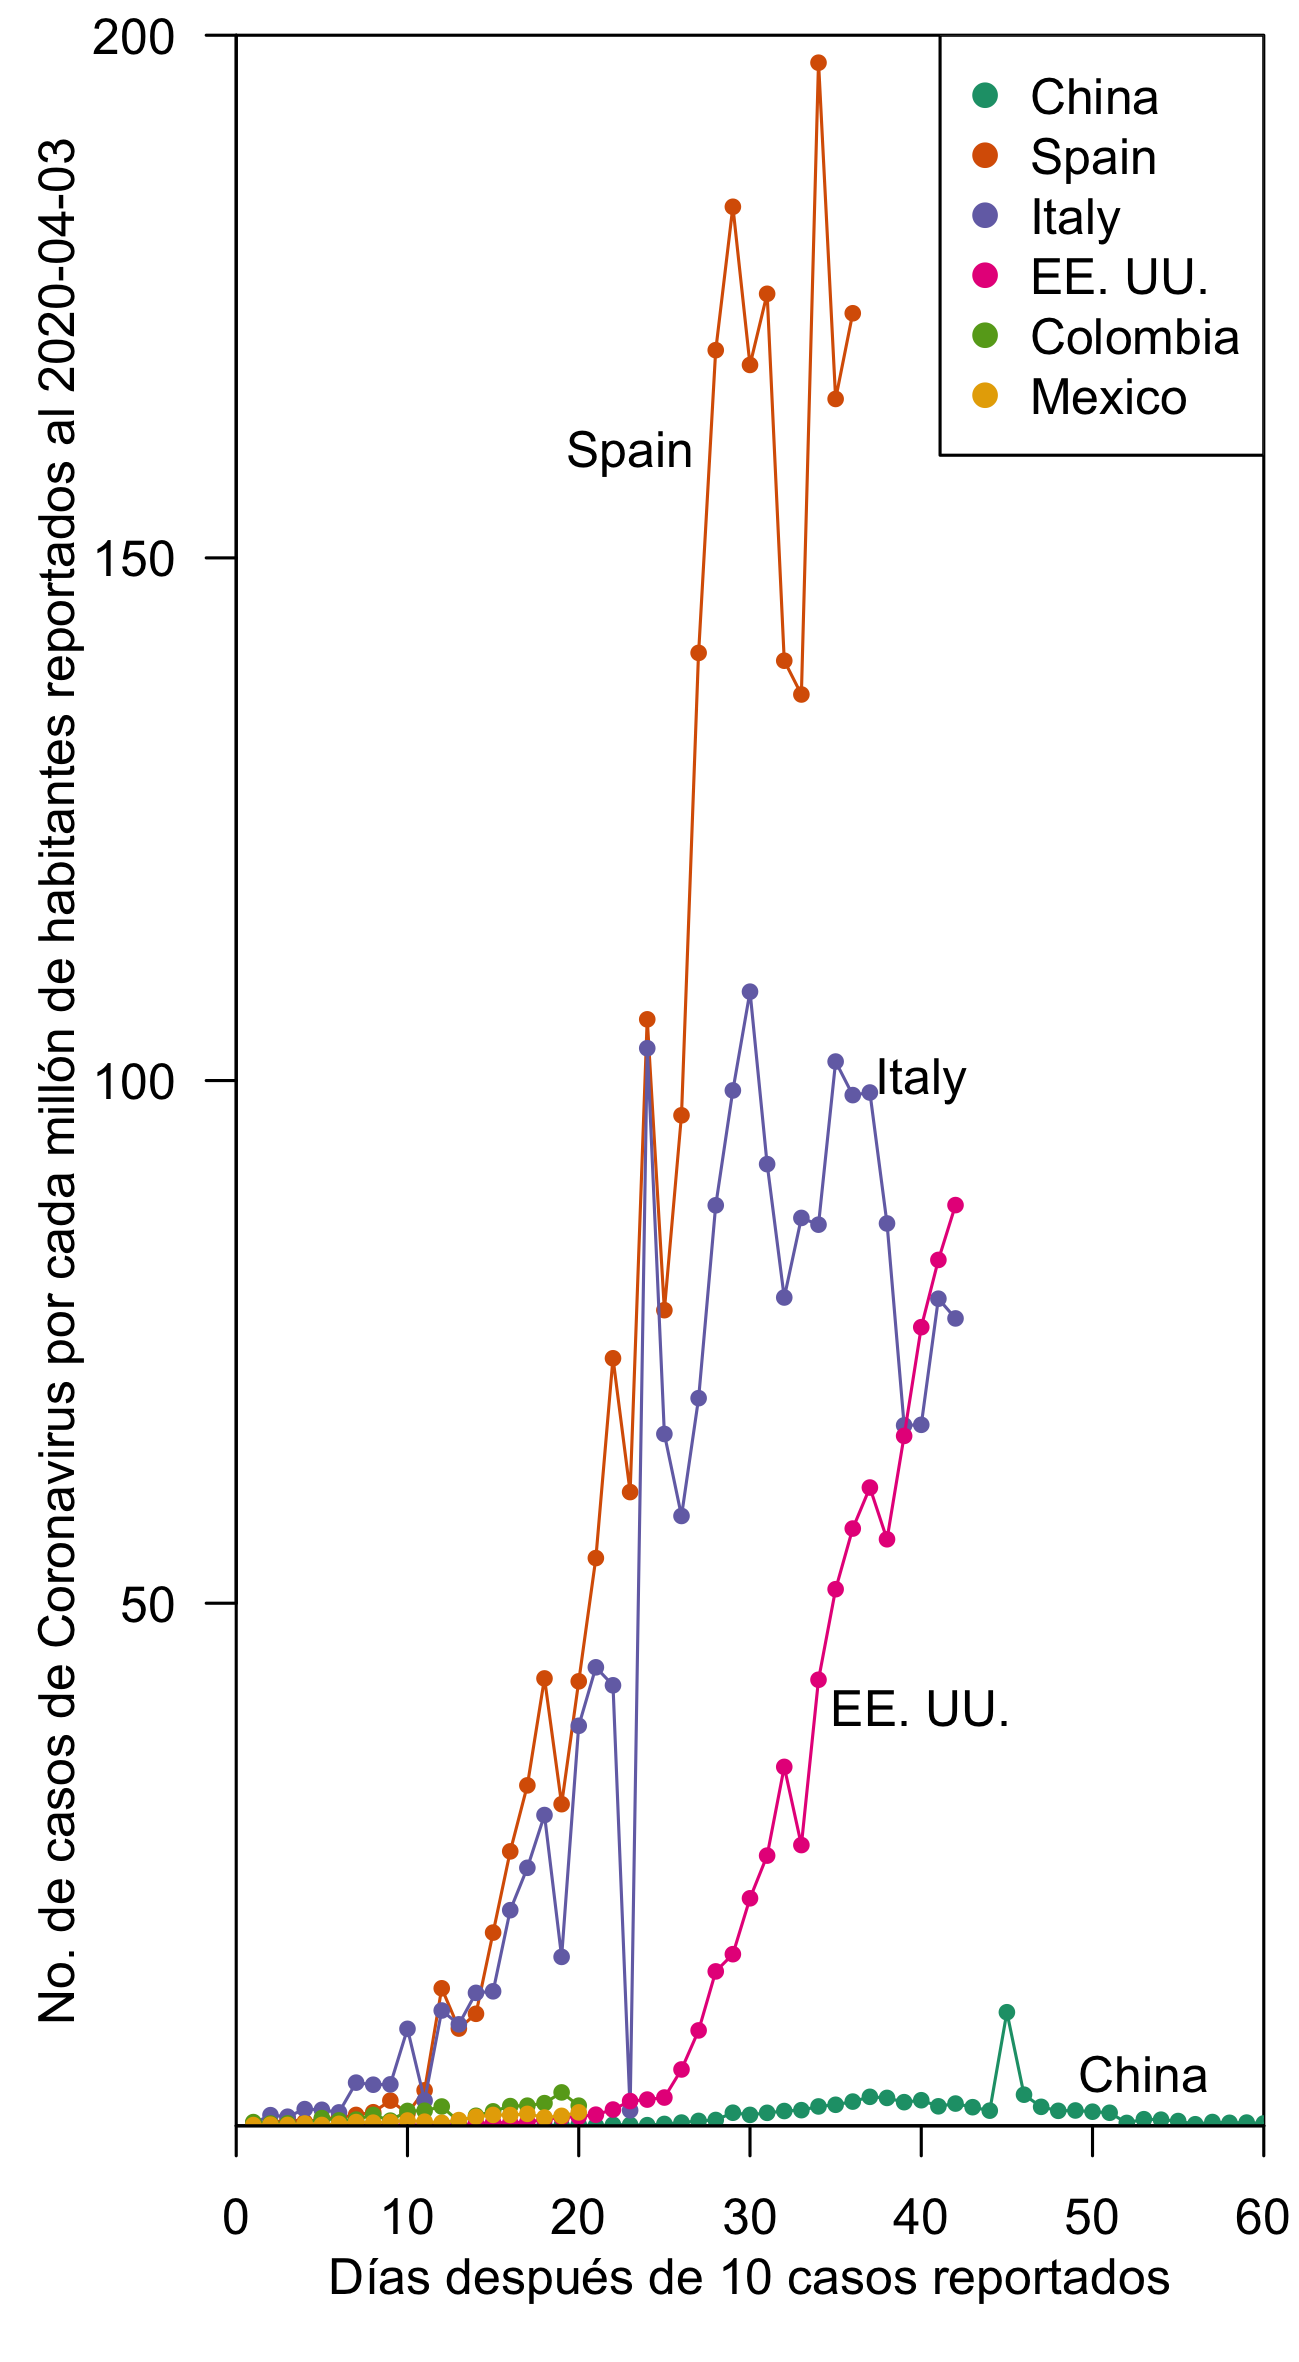 No. de casos de Coronavirus por cada millón de habitantes reportados al 2020-04-03
200
150
100
50
China
Spain
Italy
EE. UU.
Colombia
Mexico
Spain
Italy
EE. UU.
China
0 10 20 30 40 50 60
Días después de 10 casos reportados